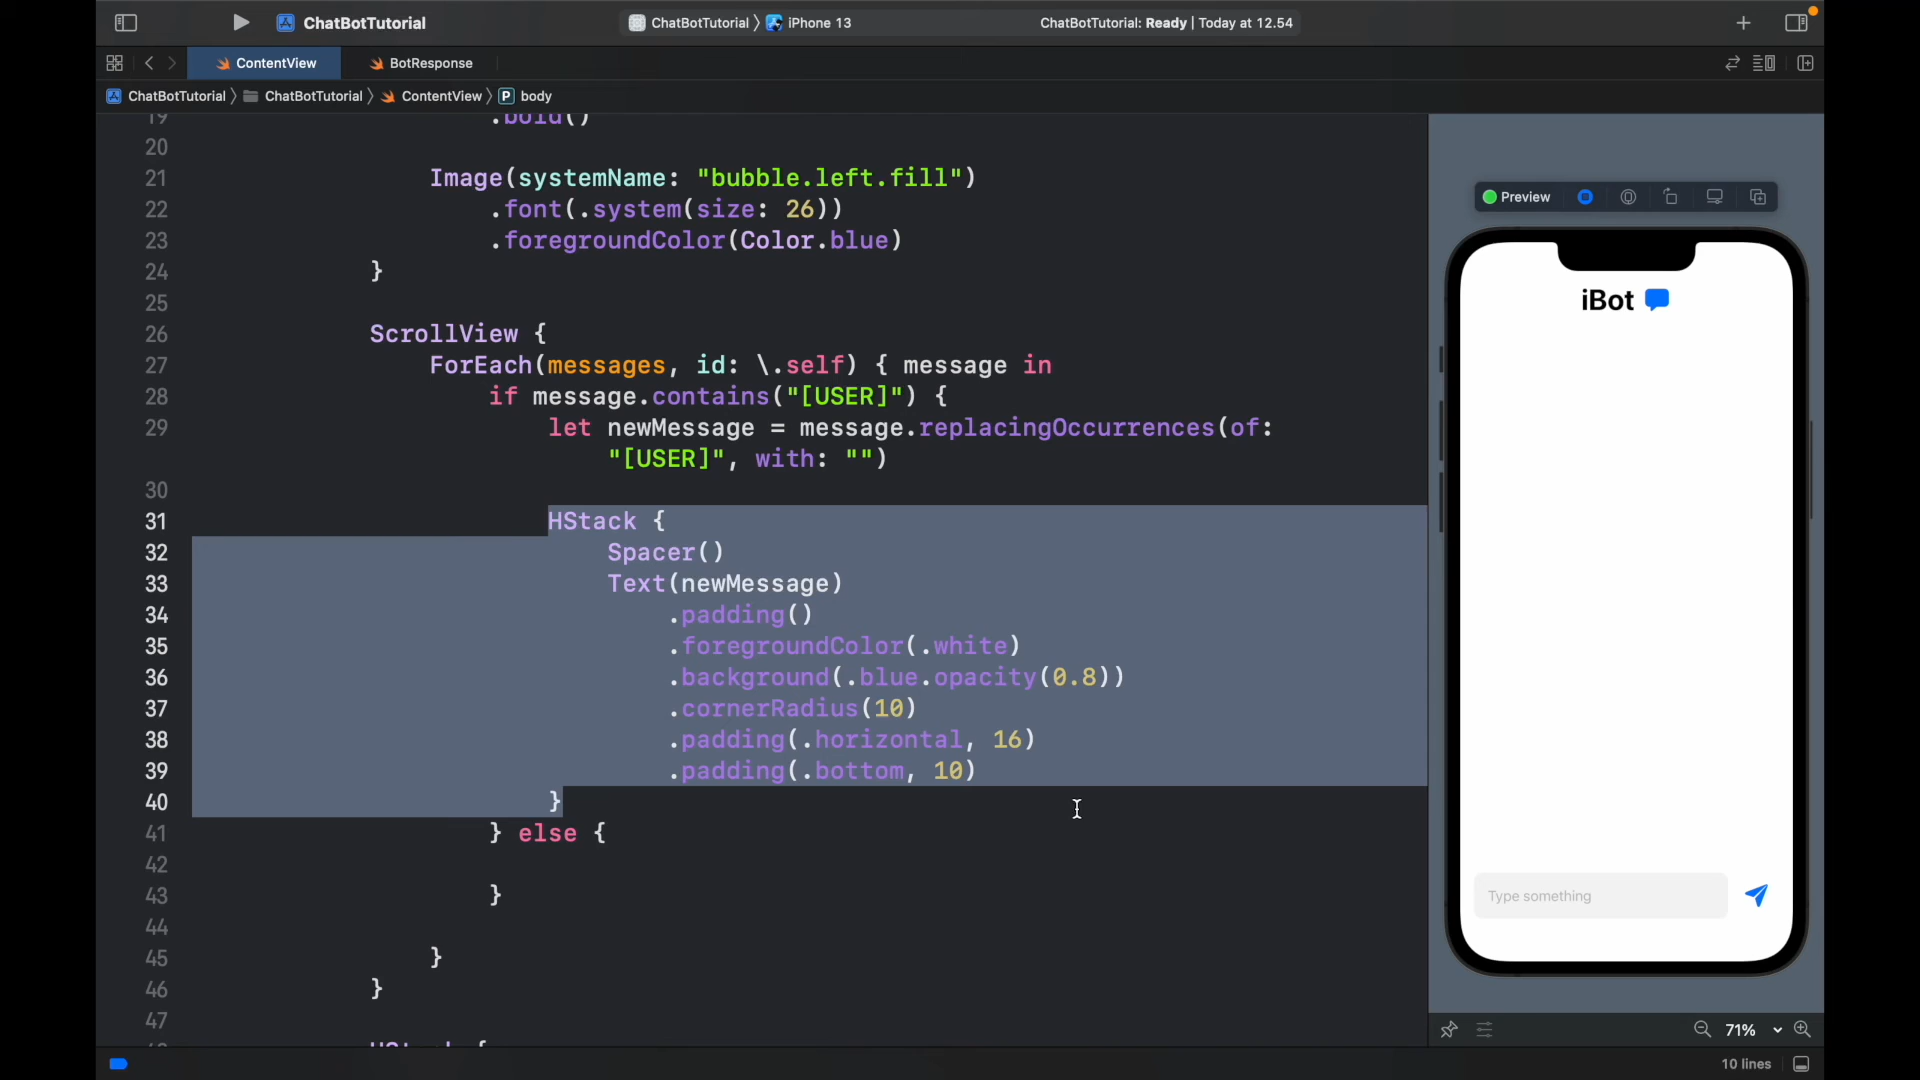 ChatBotTutorial
ChatBotTutorial
iPhone 13
ChatBotTutorial: Ready | Today at 12.54
ContentView
BotResponse
ChatBotTutorial
ChatBotTutorial
ContentView
P
body
19 .bold()
20
21 Image(systemName: "bubble.left.fill")
22 .font(.system(size: 26))
23 .foregroundColor(Color.blue)
24 }
25
26 ScrollView {
27 ForEach(messages, id: \.self) { message in
28 if message.contains("[USER]") {
29 let newMessage = message.replacingOccurrences(of:
"[USER]", with: "")
30
31 HStack {
32 Spacer()
33 Text(newMessage)
34 .padding()
35 .foregroundColor(.white)
36 .background(.blue.opacity(0.8))
37 .cornerRadius(10)
38 .padding(.horizontal, 16)
39 .padding(.bottom, 10)
40 }
41 } else {
42
43 }
44
45 }
46 }
47
48 HStack {
Preview
iBot
Type something
71%
10 lines